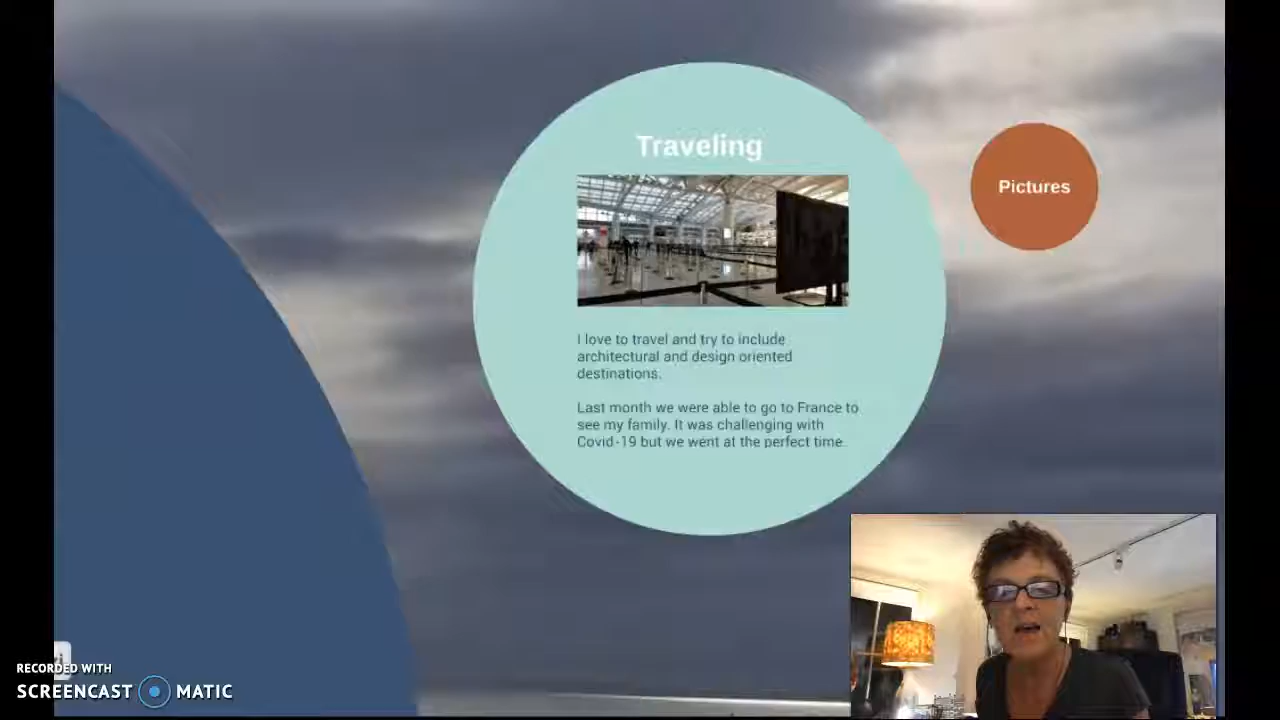 Traveling
Pictures
I love to travel and try to include
architectural and design oriented
destinations.
Last month we were able to go to France to
see my family. It was challenging with
Covid-19 but we went at the perfect time.
RECORDED WITH
SCREENCAST MATIC